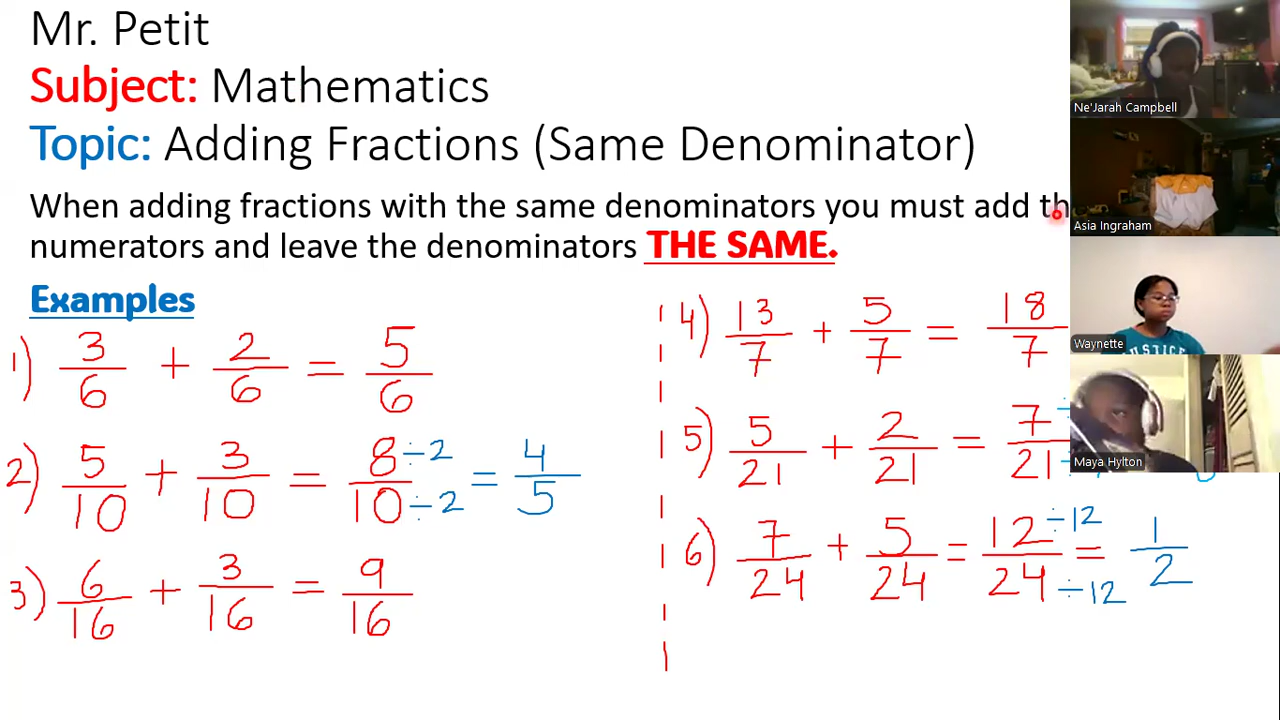 Mr. Petit
Subject: Mathematics
Topic: Adding Fractions (Same Denominator)
When adding fractions with the same denominators you must add th
numerators and leave the denominators THE SAME.
Examples
1) 3/6 + 2/6 = 5/6
2) 5/10 + 3/10 = 8÷2/10÷2 = 4/5
3) 6/16 + 3/16 = 9/16
4) 13/7 + 5/7 = 18/7
5) 5/21 + 2/21 = 7/21
6) 7/24 + 5/24 = 12÷12/24÷12 = 1/2
Ne'Jarah Campbell
Asia Ingraham
Waynette
JUSTICE
Maya Hylton